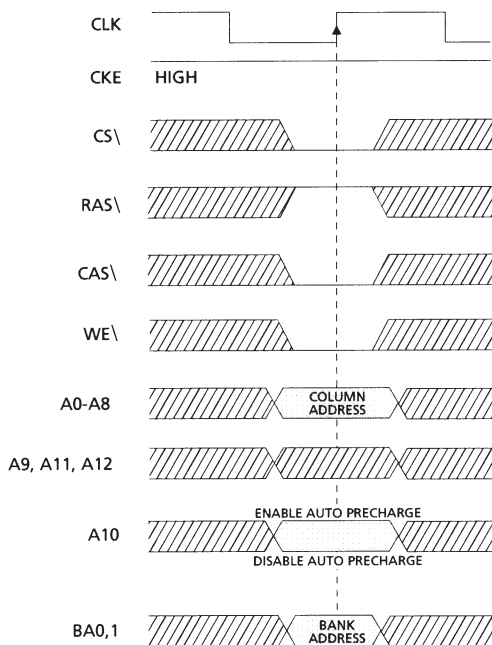 CLK
CKE HIGH
CS\
RAS\
CAS\
WE\
A0-A8 COLUMN
ADDRESS
A9, A11, A12
ENABLE AUTO PRECHARGE
A10
DISABLE AUTO PRECHARGE
BA0,1 BANK
ADDRESS